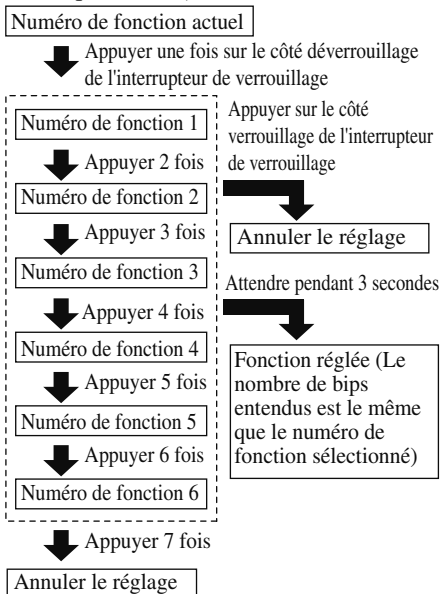 Numéro de fonction actuel
Appuyer une fois sur le côté déverrouillage
de l'interrupteur de verrouillage
Numéro de fonction 1
Appuyer 2 fois
Numéro de fonction 2
Appuyer 3 fois
Numéro de fonction 3
Appuyer 4 fois
Numéro de fonction 4
Appuyer 5 fois
Numéro de fonction 5
Appuyer 6 fois
Numéro de fonction 6
Appuyer 7 fois
Annuler le réglage
Appuyer sur le côté
verrouillage de l'interrupteur
de verrouillage
Annuler le réglage
Attendre pendant 3 secondes
Fonction réglée (Le
nombre de bips
entendus est le même
que le numéro de
fonction sélectionné)